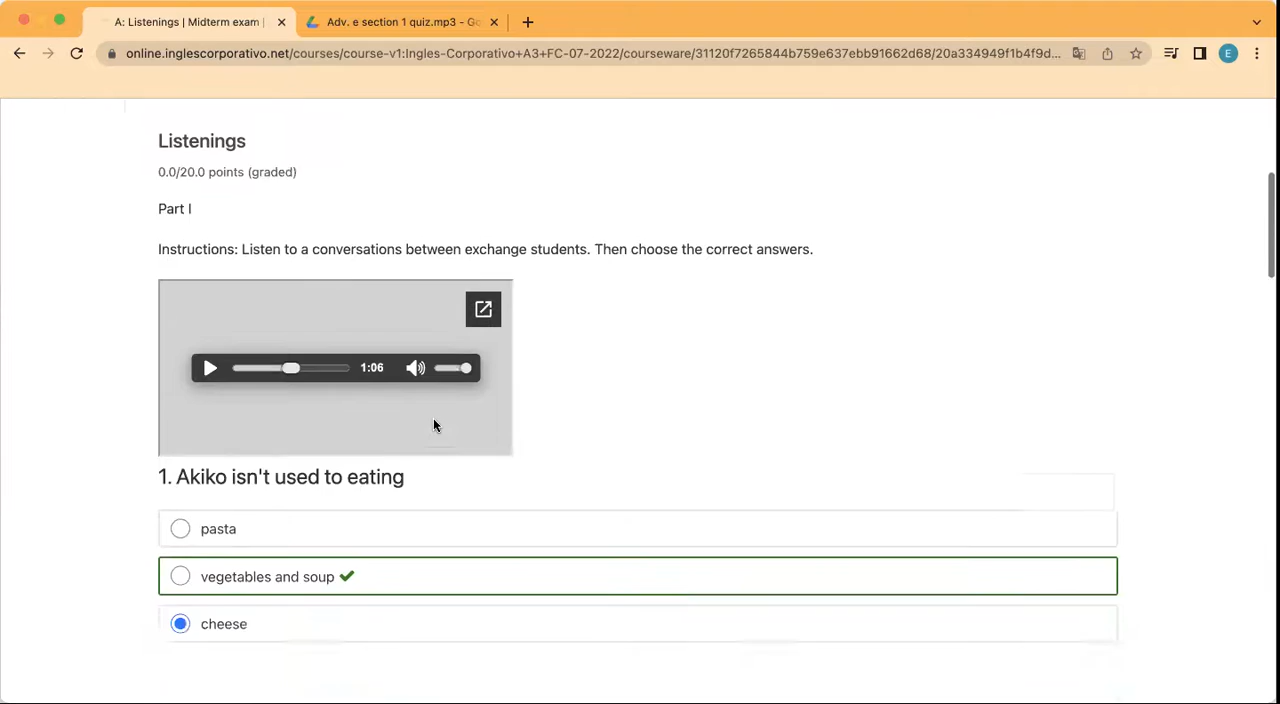 A: Listenings | Midterm exam |
Adv. e section 1 quiz.mp3 - Go
online.inglescorporativo.net/courses/course-v1:Ingles-Corporativo+A3+FC-07-2022/courseware/31120f7265844b759e637ebb91662d68/20a334949f1b4f9d...
E
Listenings
0.0/20.0 points (graded)
Part I
Instructions: Listen to a conversations between exchange students. Then choose the correct answers.
1:06
1. Akiko isn't used to eating
pasta
vegetables and soup
cheese